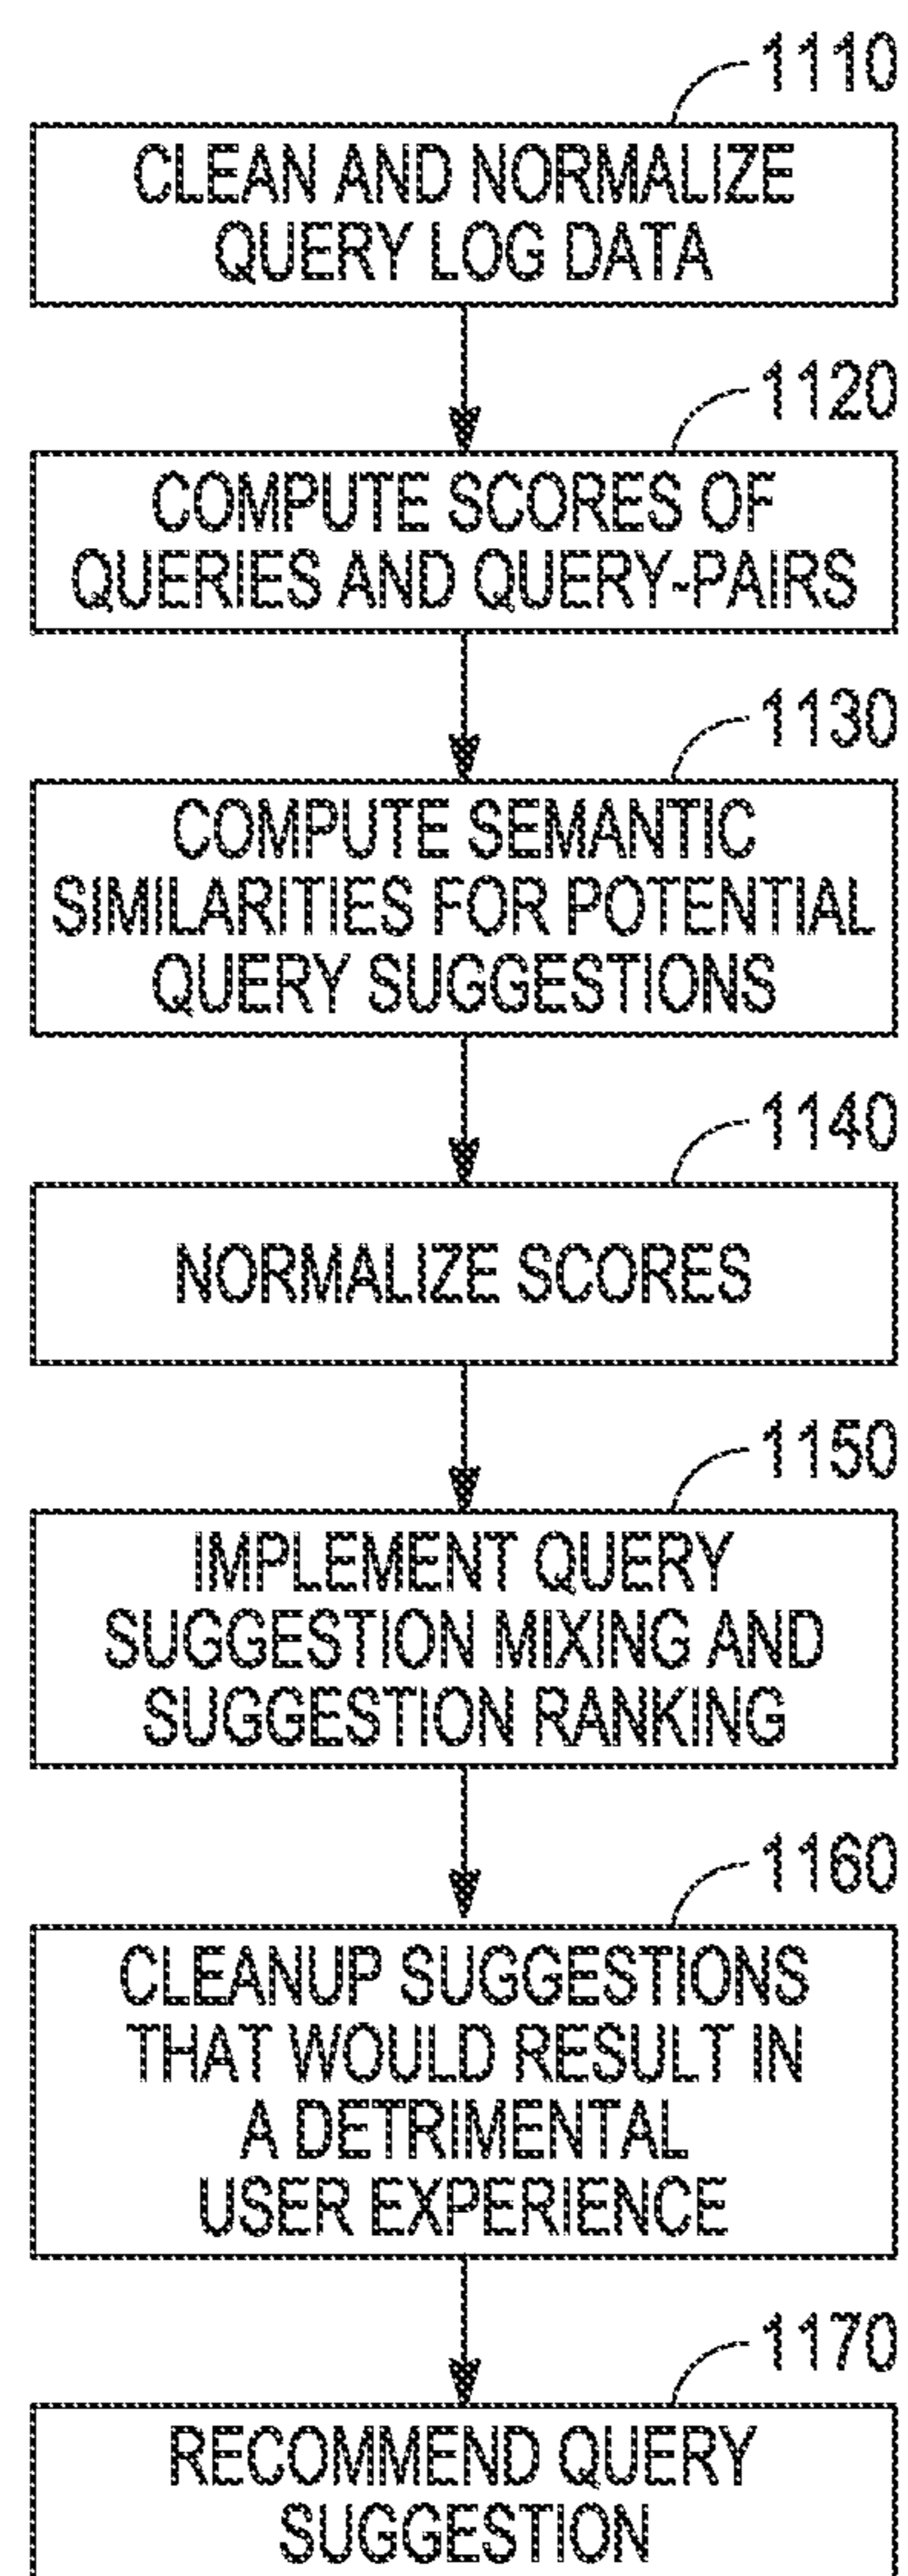 1110
CLEAN AND NORMALIZE
QUERY LOG DATA
1120
COMPUTE SCORES OF
QUERIES AND QUERY-PAIRS
1130
COMPUTE SEMANTIC
SIMILARITIES FOR POTENTIAL
QUERY SUGGESTIONS
1140
NORMALIZE SCORES
1150
IMPLEMENT QUERY
SUGGESTION MIXING AND
SUGGESTION RANKING
1160
CLEANUP SUGGESTIONS
THAT WOULD RESULT IN
A DETRIMENTAL
USER EXPERIENCE
1170
RECOMMEND QUERY
SUGGESTION